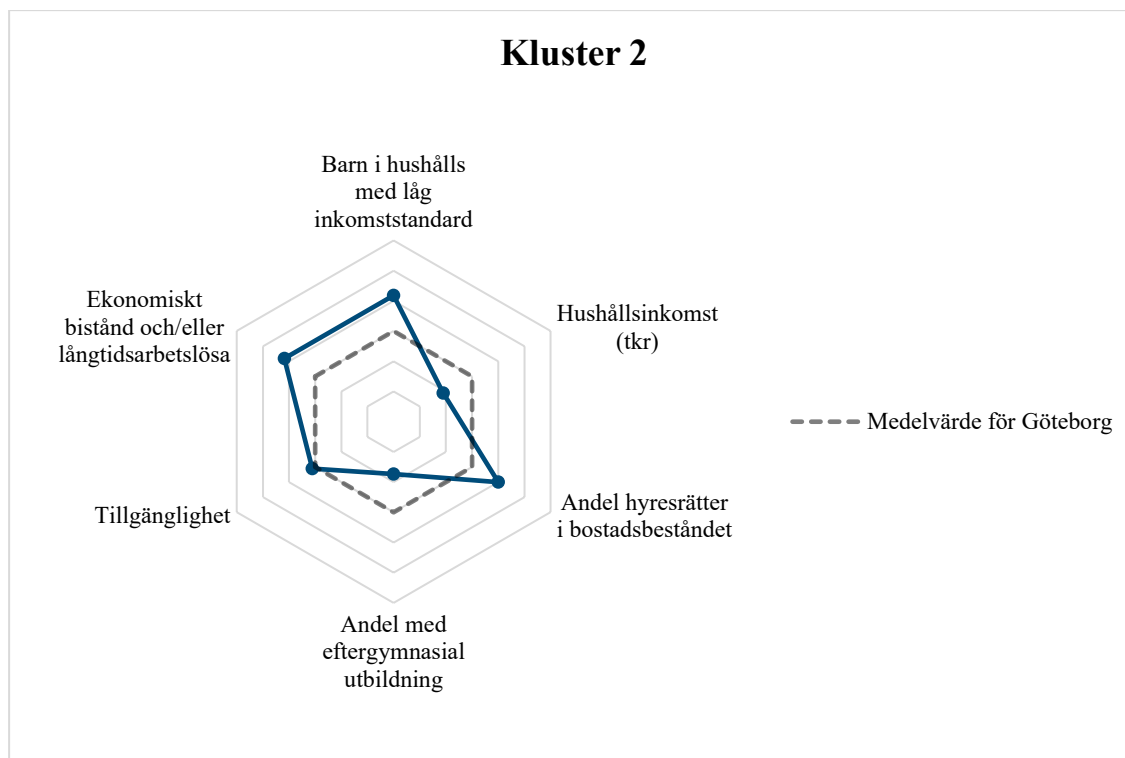 Kluster 2
Barn i hushålls
med låg
inkomststandard
Hushållsinkomst
(tkr)
Andel hyresrätter
i bostadsbeståndet
Andel med
eftergymnasial
utbildning
Tillgänglighet
Ekonomiskt
bistånd och/eller
långtidsarbetslösa
Medelvärde för Göteborg